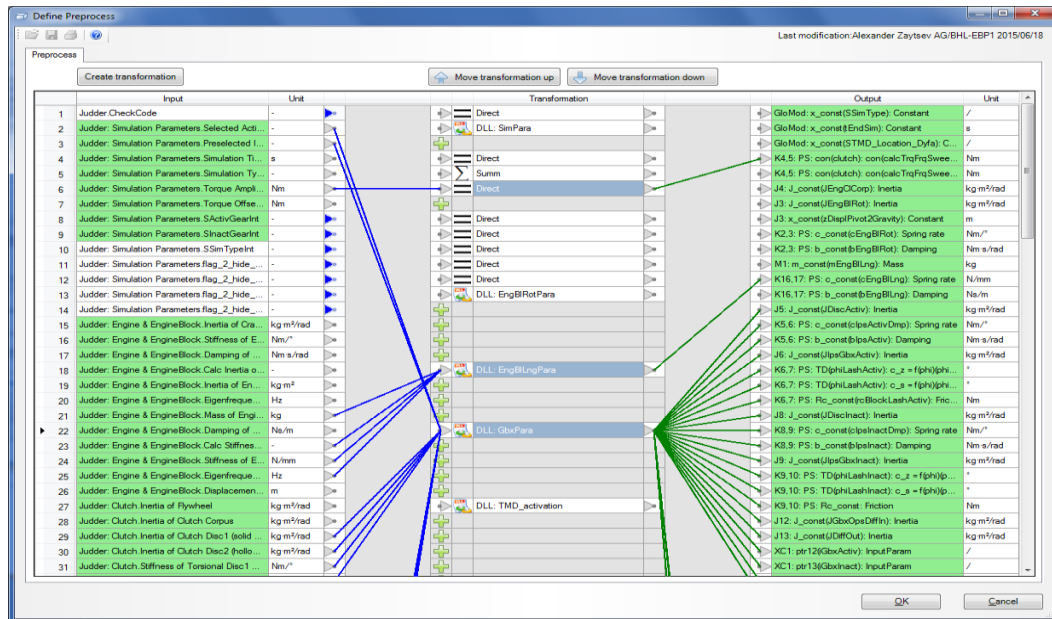 Define Preprocess
Last modification:Alexander Zaytsev AG/BHL-EBP1 2015/06/18
Preprocess
Create transformation
Move transformation up
Move transformation down
Input Unit Transformation Output Unit
1 Judder.CheckCode - Direct GloMod: x_const(SSimType): Constant /
2 Judder: Simulation Parameters.Selected Acti... - DLL: SimPara GloMod: x_const(tEndSim): Constant s
3 Judder: Simulation Parameters.Preselected I... - GloMod: x_const(STMD_Location_Dyfa): C... /
4 Judder: Simulation Parameters.Simulation Ti... s Direct K4,5: PS: con(clutch): con(calcTrqFrqSwee... Nm
5 Judder: Simulation Parameters.Simulation Ty... - Summ K4,5: PS: con(clutch): con(calcTrqFrqSwee... Nm
6 Judder: Simulation Parameters.Torque Ampli... Nm Direct J4: J_const(JEngClCorp): Inertia kg·m²/rad
7 Judder: Simulation Parameters.Torque Offse... Nm J3: J_const(JEngBlRot): Inertia kg·m²/rad
8 Judder: Simulation Parameters.SActivGearInt - Direct J3: x_const(zDisplPivot2Gravity): Constant m
9 Judder: Simulation Parameters.SInactGearInt - Direct K2,3: PS: c_const(cEngBlRot): Spring rate Nm/°
10 Judder: Simulation Parameters.SSimTypeInt - Direct K2,3: PS: b_const(bEngBlRot): Damping Nm·s/rad
11 Judder: Simulation Parameters.flag_2_hide_... - Direct M1: m_const(mEngBlLng): Mass kg
12 Judder: Simulation Parameters.flag_2_hide_... - Direct K16,17: PS: c_const(cEngBlLng): Spring rate N/mm
13 Judder: Simulation Parameters.flag_2_hide_... - DLL: EngBlRotPara K16,17: PS: b_const(bEngBlLng): Damping Ns/m
14 Judder: Simulation Parameters.flag_2_hide_... - J5: J_const(JDiscActiv): Inertia kg·m²/rad
15 Judder: Engine & EngineBlock.Inertia of Cra... kg·m²/rad K5,6: PS: c_const(cIpsActivDmp): Spring rate Nm/°
16 Judder: Engine & EngineBlock.Stiffness of E... Nm/° K5,6: PS: b_const(bIpsActiv): Damping Nm·s/rad
17 Judder: Engine & EngineBlock.Damping of ... Nm·s/rad J6: J_const(JIpsGbxActiv): Inertia kg·m²/rad
18 Judder: Engine & EngineBlock.Calc Inertia o... - DLL: EngBlLngPara K6,7: PS: TD(phiLashActiv): c_z = f(phi)(phi... °
19 Judder: Engine & EngineBlock.Inertia of En... kg·m² K6,7: PS: TD(phiLashActiv): c_s = f(phi)(phi... °
20 Judder: Engine & EngineBlock.Eigenfreque... Hz K6,7: PS: Rc_const(rcBlockLashActiv): Fric... Nm
21 Judder: Engine & EngineBlock.Mass of Engi... kg J8: J_const(JDiscInact): Inertia kg·m²/rad
22 Judder: Engine & EngineBlock.Damping of ... Ns/m DLL: GbxPara K8,9: PS: c_const(cIpsInactDmp): Spring rate Nm/°
23 Judder: Engine & EngineBlock.Calc Stiffnes... - K8,9: PS: b_const(bIpsInact): Damping Nm·s/rad
24 Judder: Engine & EngineBlock.Stiffness of E... N/mm J9: J_const(JIpsGbxInact): Inertia kg·m²/rad
25 Judder: Engine & EngineBlock.Eigenfreque... Hz K9,10: PS: TD(phiLashInact): c_z = f(phi)(p... °
26 Judder: Engine & EngineBlock.Displacemen... m K9,10: PS: TD(phiLashInact): c_s = f(phi)(p... °
27 Judder: Clutch.Inertia of Flywheel kg·m²/rad DLL: TMD_activation K9,10: PS: Rc_const: Friction Nm
28 Judder: Clutch.Inertia of Clutch Corpus kg·m²/rad J12: J_const(JGbxOpsDiffIn): Inertia kg·m²/rad
29 Judder: Clutch.Inertia of Clutch Disc1 (solid ... kg·m²/rad J13: J_const(JDiffOut): Inertia kg·m²/rad
30 Judder: Clutch.Inertia of Clutch Disc2 (hollo... kg·m²/rad XC1: ptr12(iGbxActiv): InputParam /
31 Judder: Clutch.Stiffness of Torsional Disc1 ... Nm/° XC1: ptr13(iGbxInact): InputParam /
OK
Cancel